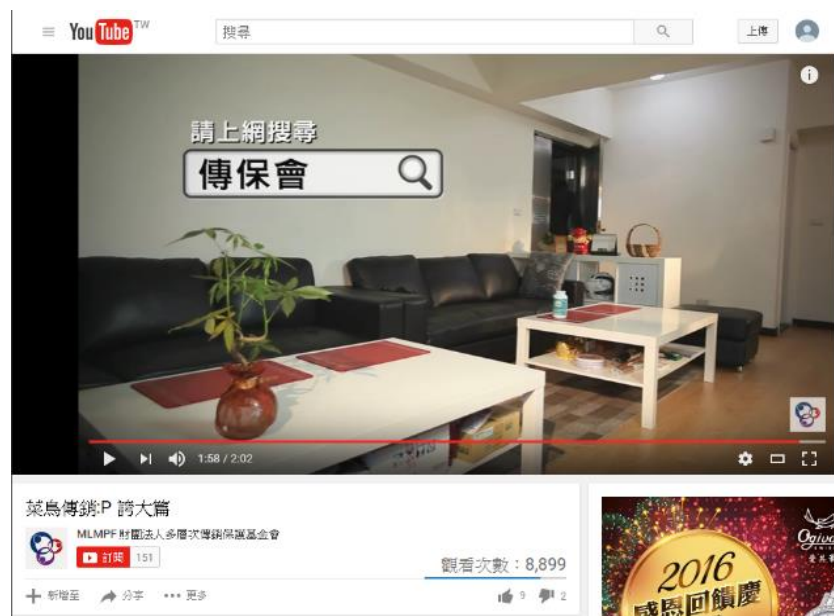 YouTube TW
搜尋
上傳
請上網搜尋
傳保會
1:58 / 2:02
菜鳥傳銷:P 誇大篇
MLMPF 財團法人多層次傳銷保護基金會
訂閱 151
觀看次數：8,899
新增至 分享 更多
9 2
2016
感恩回饋慶